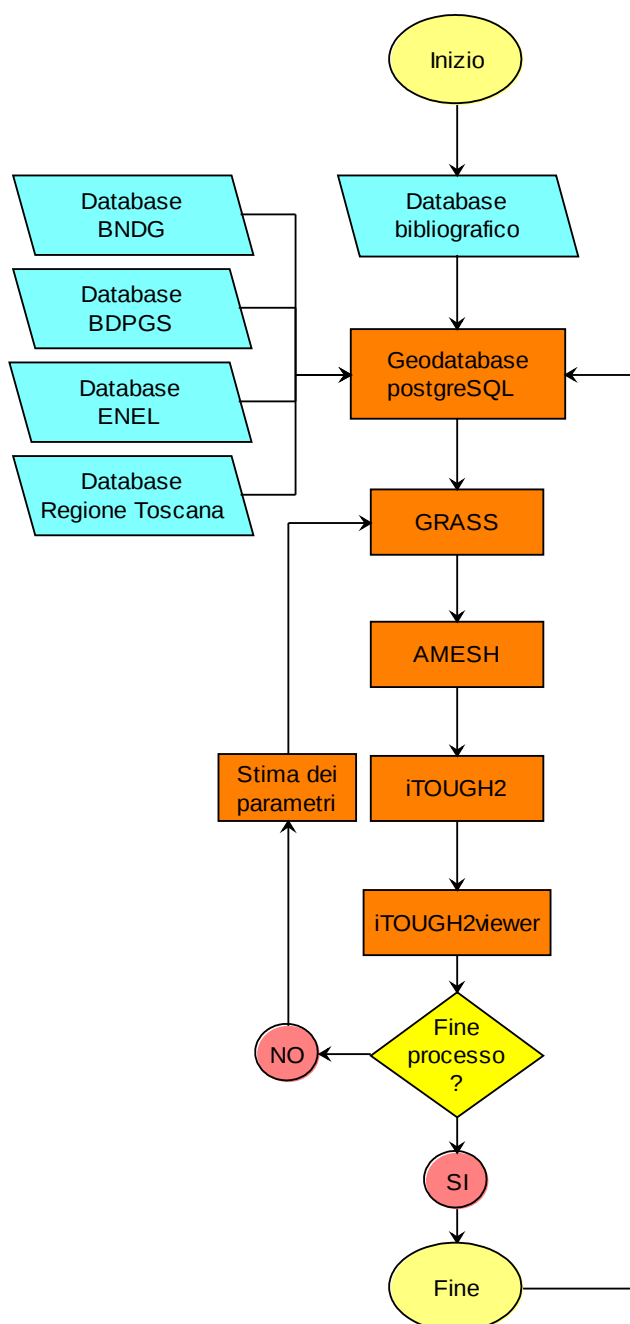 Inizio
Database
BNDG
Database
bibliografico
Database
BDPGS
Geodatabase
postgreSQL
Database
ENEL
Database
Regione Toscana
GRASS
AMESH
Stima dei
parametri
iTOUGH2
iTOUGH2viewer
Fine
processo
?
NO
SI
Fine